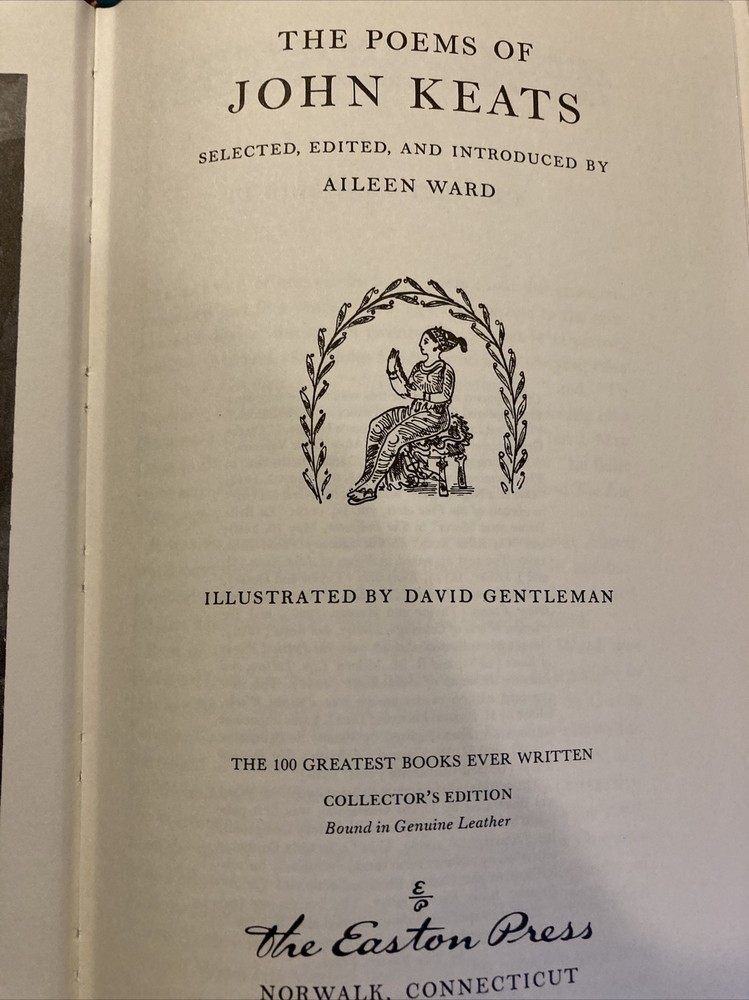 THE POEMS OF
JOHN KEATS
SELECTED, EDITED, AND INTRODUCED BY
AILEEN WARD
ILLUSTRATED BY DAVID GENTLEMAN
THE 100 GREATEST BOOKS EVER WRITTEN
COLLECTOR'S EDITION
Bound in Genuine Leather
E
P
The Easton Press
NORWALK, CONNECTICUT